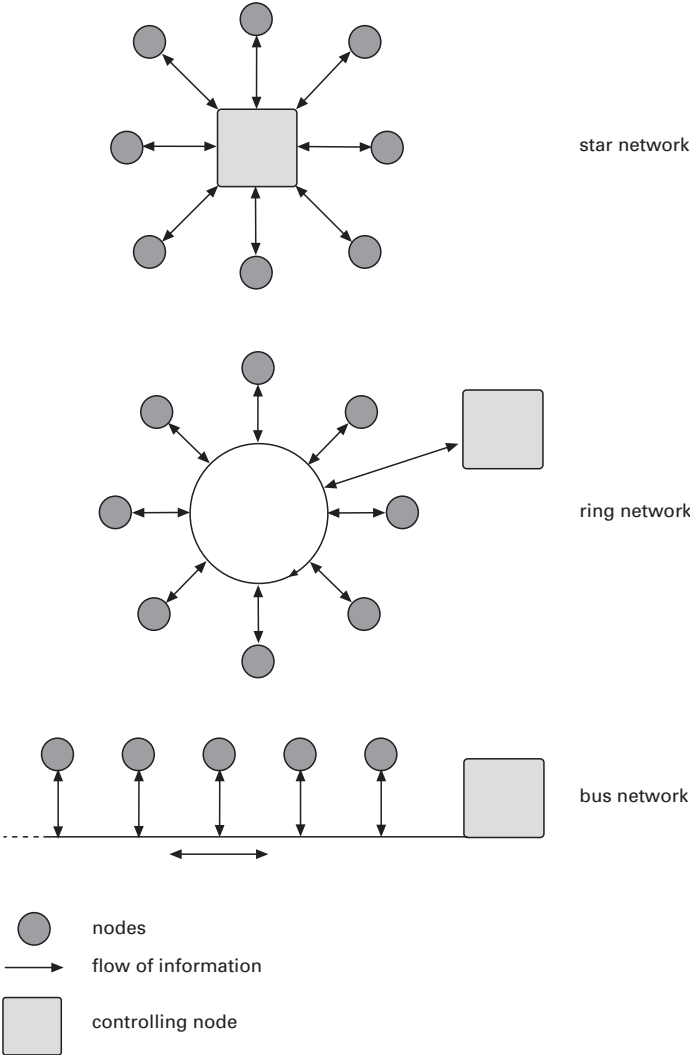 star network
ring network
bus network
nodes
flow of information
controlling node